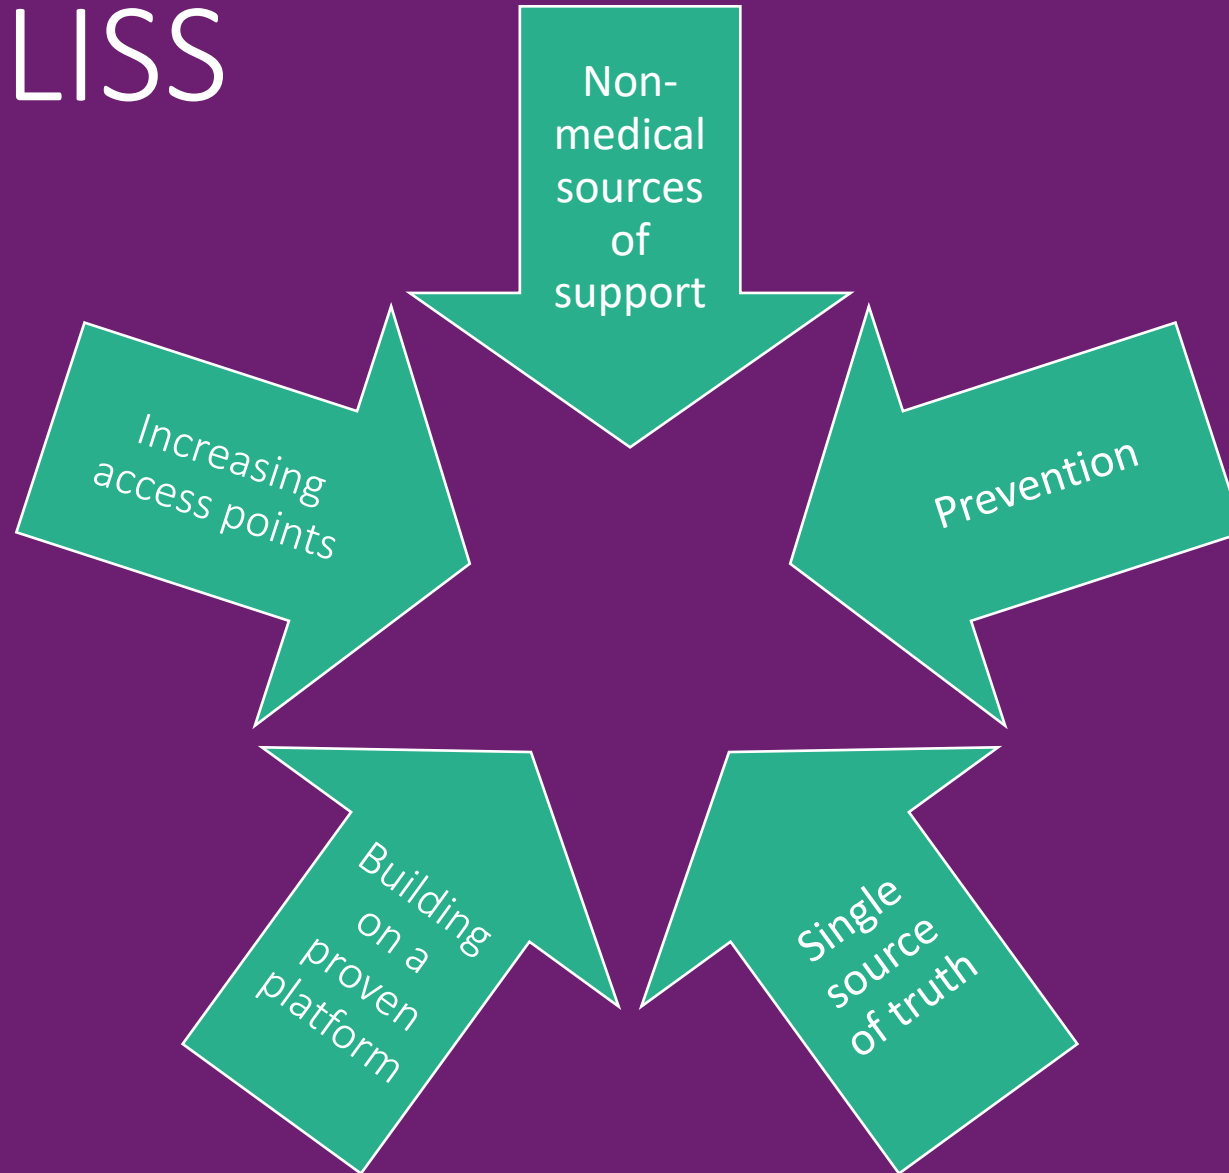 LISS
Non-
medical
sources
of
support
Prevention
Single
source
of truth
Building
on a
proven
platform
Increasing
access points